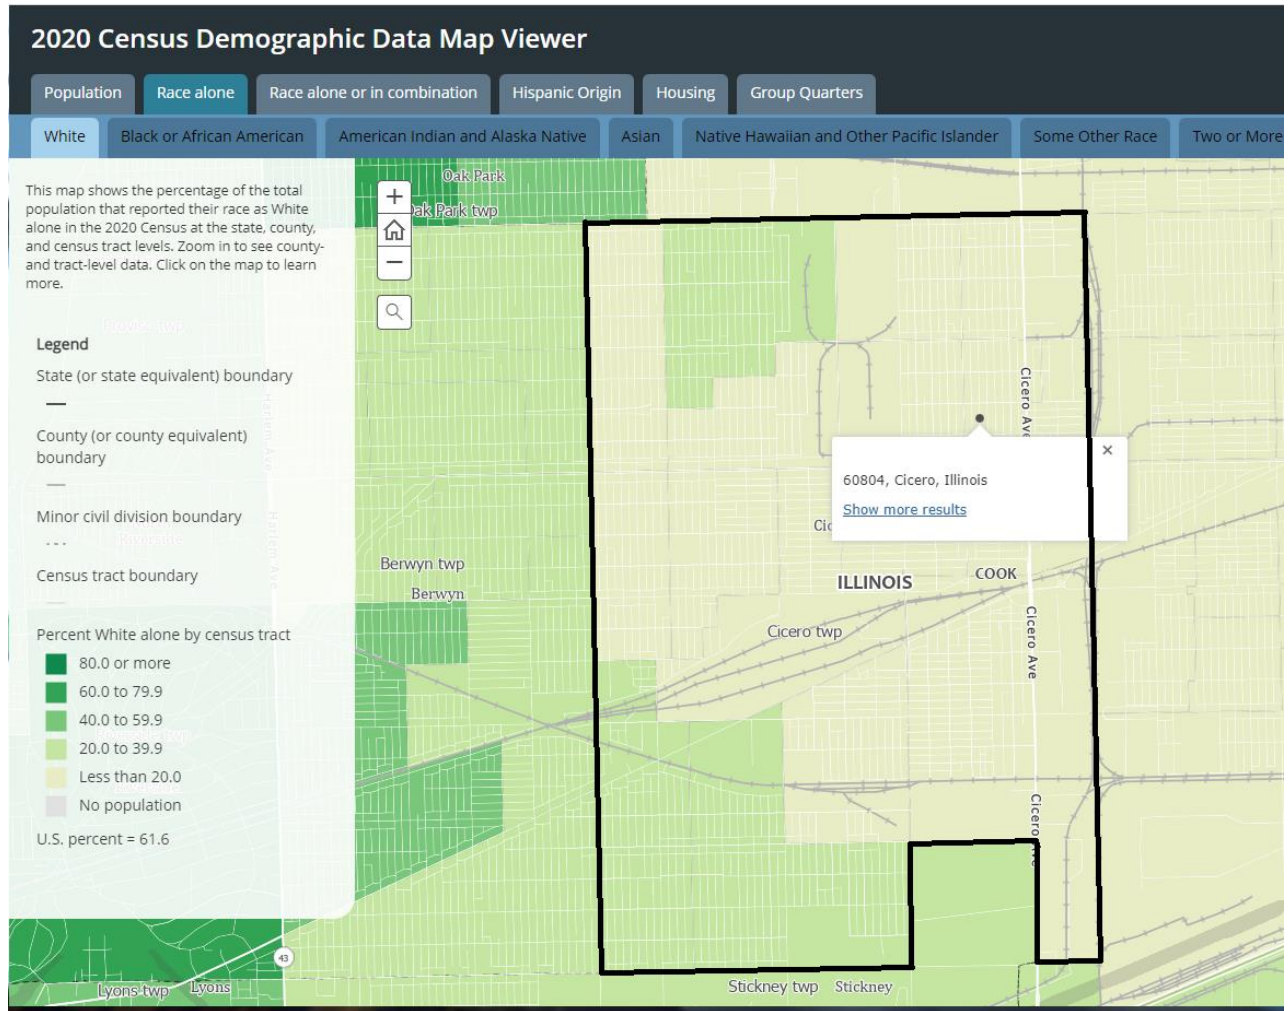 2020 Census Demographic Data Map Viewer
Population Race alone Race alone or in combination Hispanic Origin Housing Group Quarters
White Black or African American American Indian and Alaska Native Asian Native Hawaiian and Other Pacific Islander Some Other Race Two or More
This map shows the percentage of the total
population that reported their race as White
alone in the 2020 Census at the state, county,
and census tract levels. Zoom in to see county-
and tract-level data. Click on the map to learn
more.
Legend
State (or state equivalent) boundary
County (or county equivalent)
boundary
Minor civil division boundary
Census tract boundary
Percent White alone by census tract
80.0 or more
60.0 to 79.9
40.0 to 59.9
20.0 to 39.9
Less than 20.0
No population
U.S. percent = 61.6
+
−
Oak Park
Oak Park twp
Harlem Ave
Harlem Ave
Riverside
Cicero Ave
60804, Cicero, Illinois
Show more results
×
Cic
Berwyn twp
Berwyn
ILLINOIS
COOK
Cicero twp
Cicero Ave
Cicero Ave
43
Lyons twp Lyons
Stickney twp Stickney